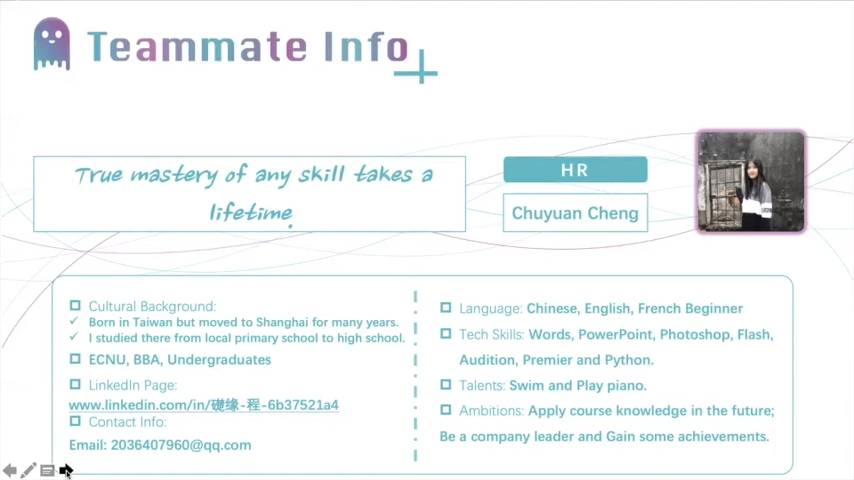 Teammate Info
True mastery of any skill takes a
lifetime.
HR
Chuyuan Cheng
Cultural Background:
Born in Taiwan but moved to Shanghai for many years.
I studied there from local primary school to high school.
ECNU, BBA, Undergraduates
LinkedIn Page:
www.linkedin.com/in/礎缘-程-6b37521a4
Contact Info:
Email: 2036407960@qq.com
Language: Chinese, English, French Beginner
Tech Skills: Words, PowerPoint, Photoshop, Flash,
Audition, Premier and Python.
Talents: Swim and Play piano.
Ambitions: Apply course knowledge in the future;
Be a company leader and Gain some achievements.